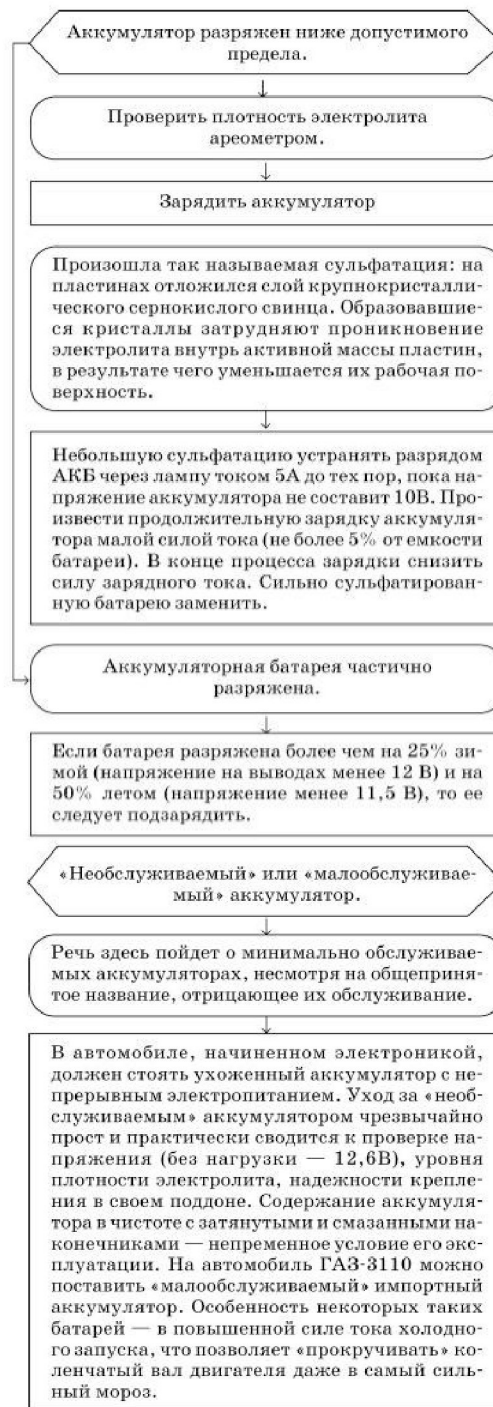 Аккумулятор разряжен ниже допустимого
предела.
Проверить плотность электролита
ареометром.
Зарядить аккумулятор
Произошла так называемая сульфатация: на
пластинах отложился слой крупнокристалли-
ческого сернокислого свинца. Образовавши-
еся кристаллы затрудняют проникновение
электролита внутрь активной массы пластин,
в результате чего уменьшается их рабочая по-
верхность.
Небольшую сульфатацию устранять разрядом
АКБ через лампу током 5А до тех пор, пока на-
пряжение аккумулятора не составит 10В. Про-
извести продолжительную зарядку аккумуля-
тора малой силой тока (не более 5% от емкости
батареи). В конце процесса зарядки снизить
силу зарядного тока. Сильно сульфатирован-
ную батарею заменить.
Аккумуляторная батарея частично
разряжена.
Если батарея разряжена более чем на 25% зи-
мой (напряжение на выводах менее 12 В) и на
50% летом (напряжение менее 11,5 В), то ее
следует подзарядить.
«Необслуживаемый» или «малообслуживае-
мый» аккумулятор.
Речь здесь пойдет о минимально обслуживае-
мых аккумуляторах, несмотря на общеприня-
тое название, отрицающее их обслуживание.
В автомобиле, начиненном электроникой,
должен стоять ухоженный аккумулятор с не-
прерывным электропитанием. Уход за «необ-
служиваемым» аккумулятором чрезвычайно
прост и практически сводится к проверке на-
пряжения (без нагрузки — 12,6В), уровня
плотности электролита, надежности крепле-
ния в своем поддоне. Содержание аккумуля-
тора в чистоте с затянутыми и смазанными на-
конечниками — непременное условие его экс-
плуатации. На автомобиль ГАЗ-3110 можно
поставить «малообслуживаемый» импортный
аккумулятор. Особенность некоторых таких
батарей — в повышенной силе тока холодно-
го запуска, что позволяет «прокручивать» ко-
ленчатый вал двигателя даже в самый силь-
ный мороз.